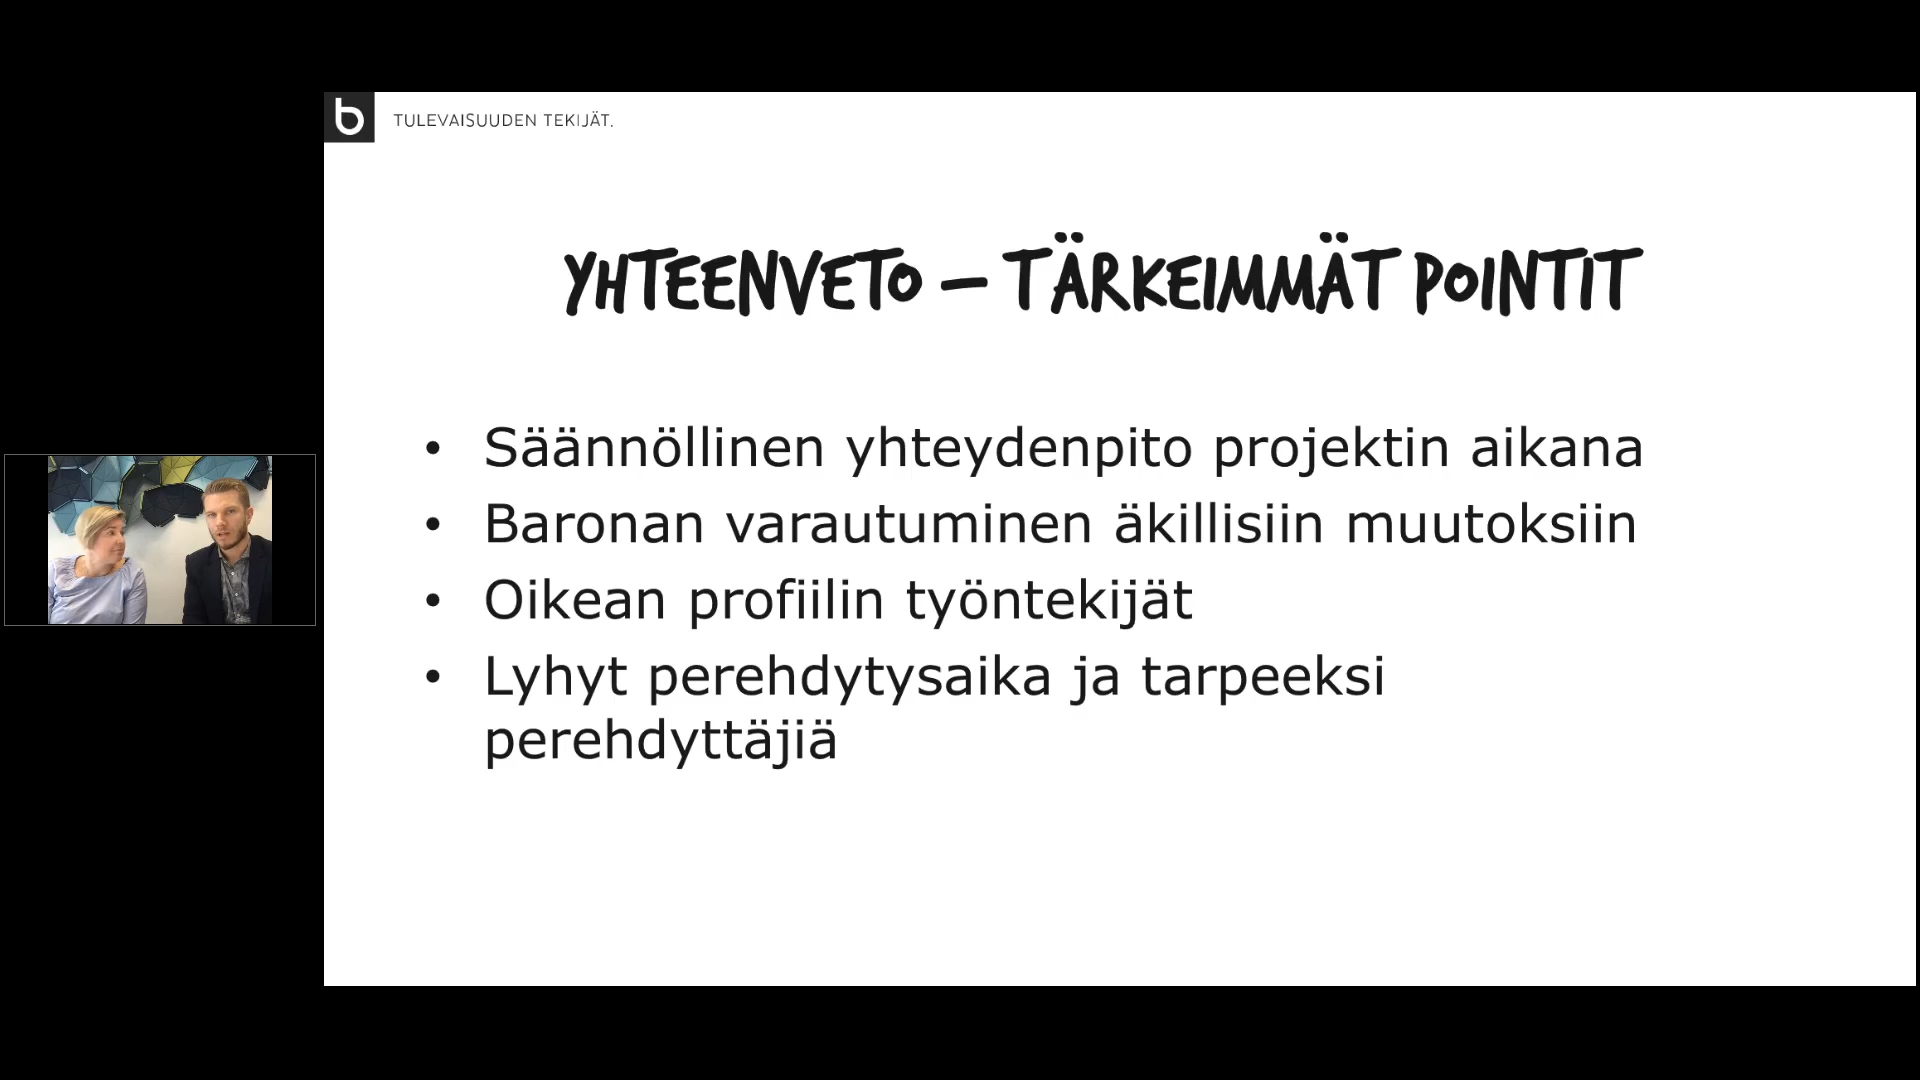 b TULEVAISUUDEN TEKIJÄT.
YHTEENVETO – TÄRKEIMMÄT POINTIT
• Säännöllinen yhteydenpito projektin aikana
• Baronan varautuminen äkillisiin muutoksiin
• Oikean profiilin työntekijät
• Lyhyt perehdytysaika ja tarpeeksi
perehdyttäjiä